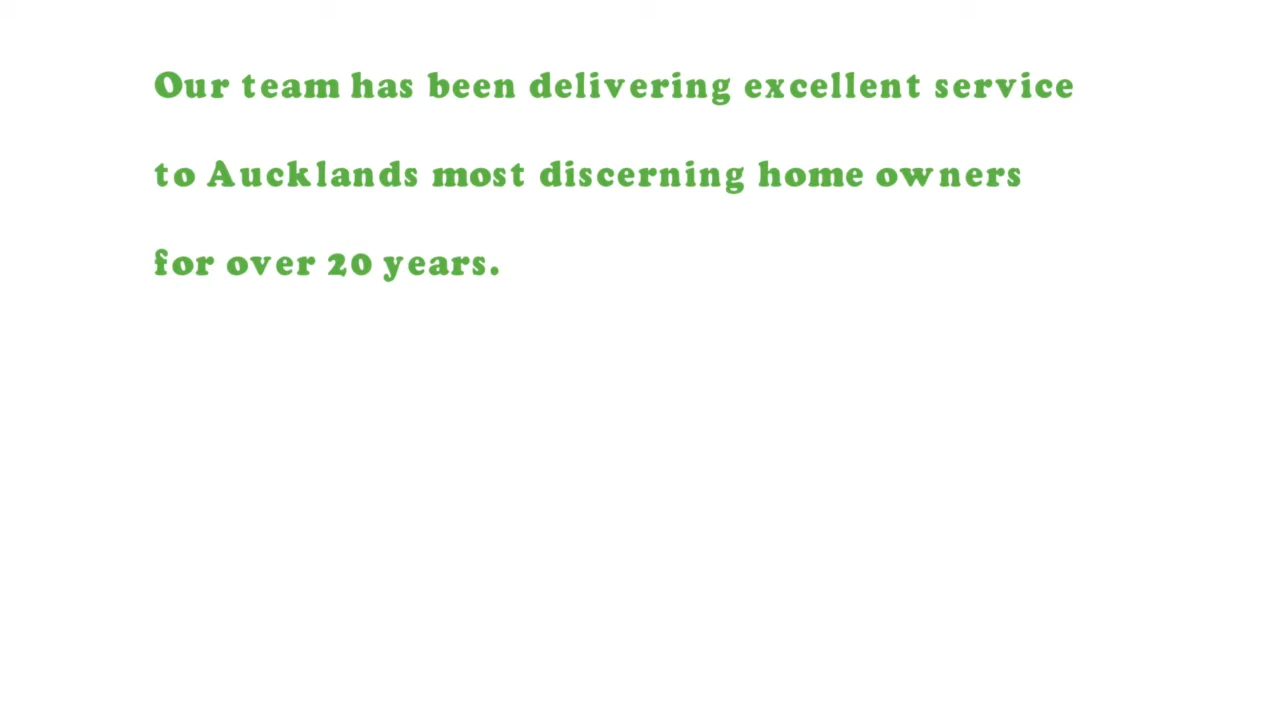 Our team has been delivering excellent service
to Aucklands most discerning home owners
for over 20 years.